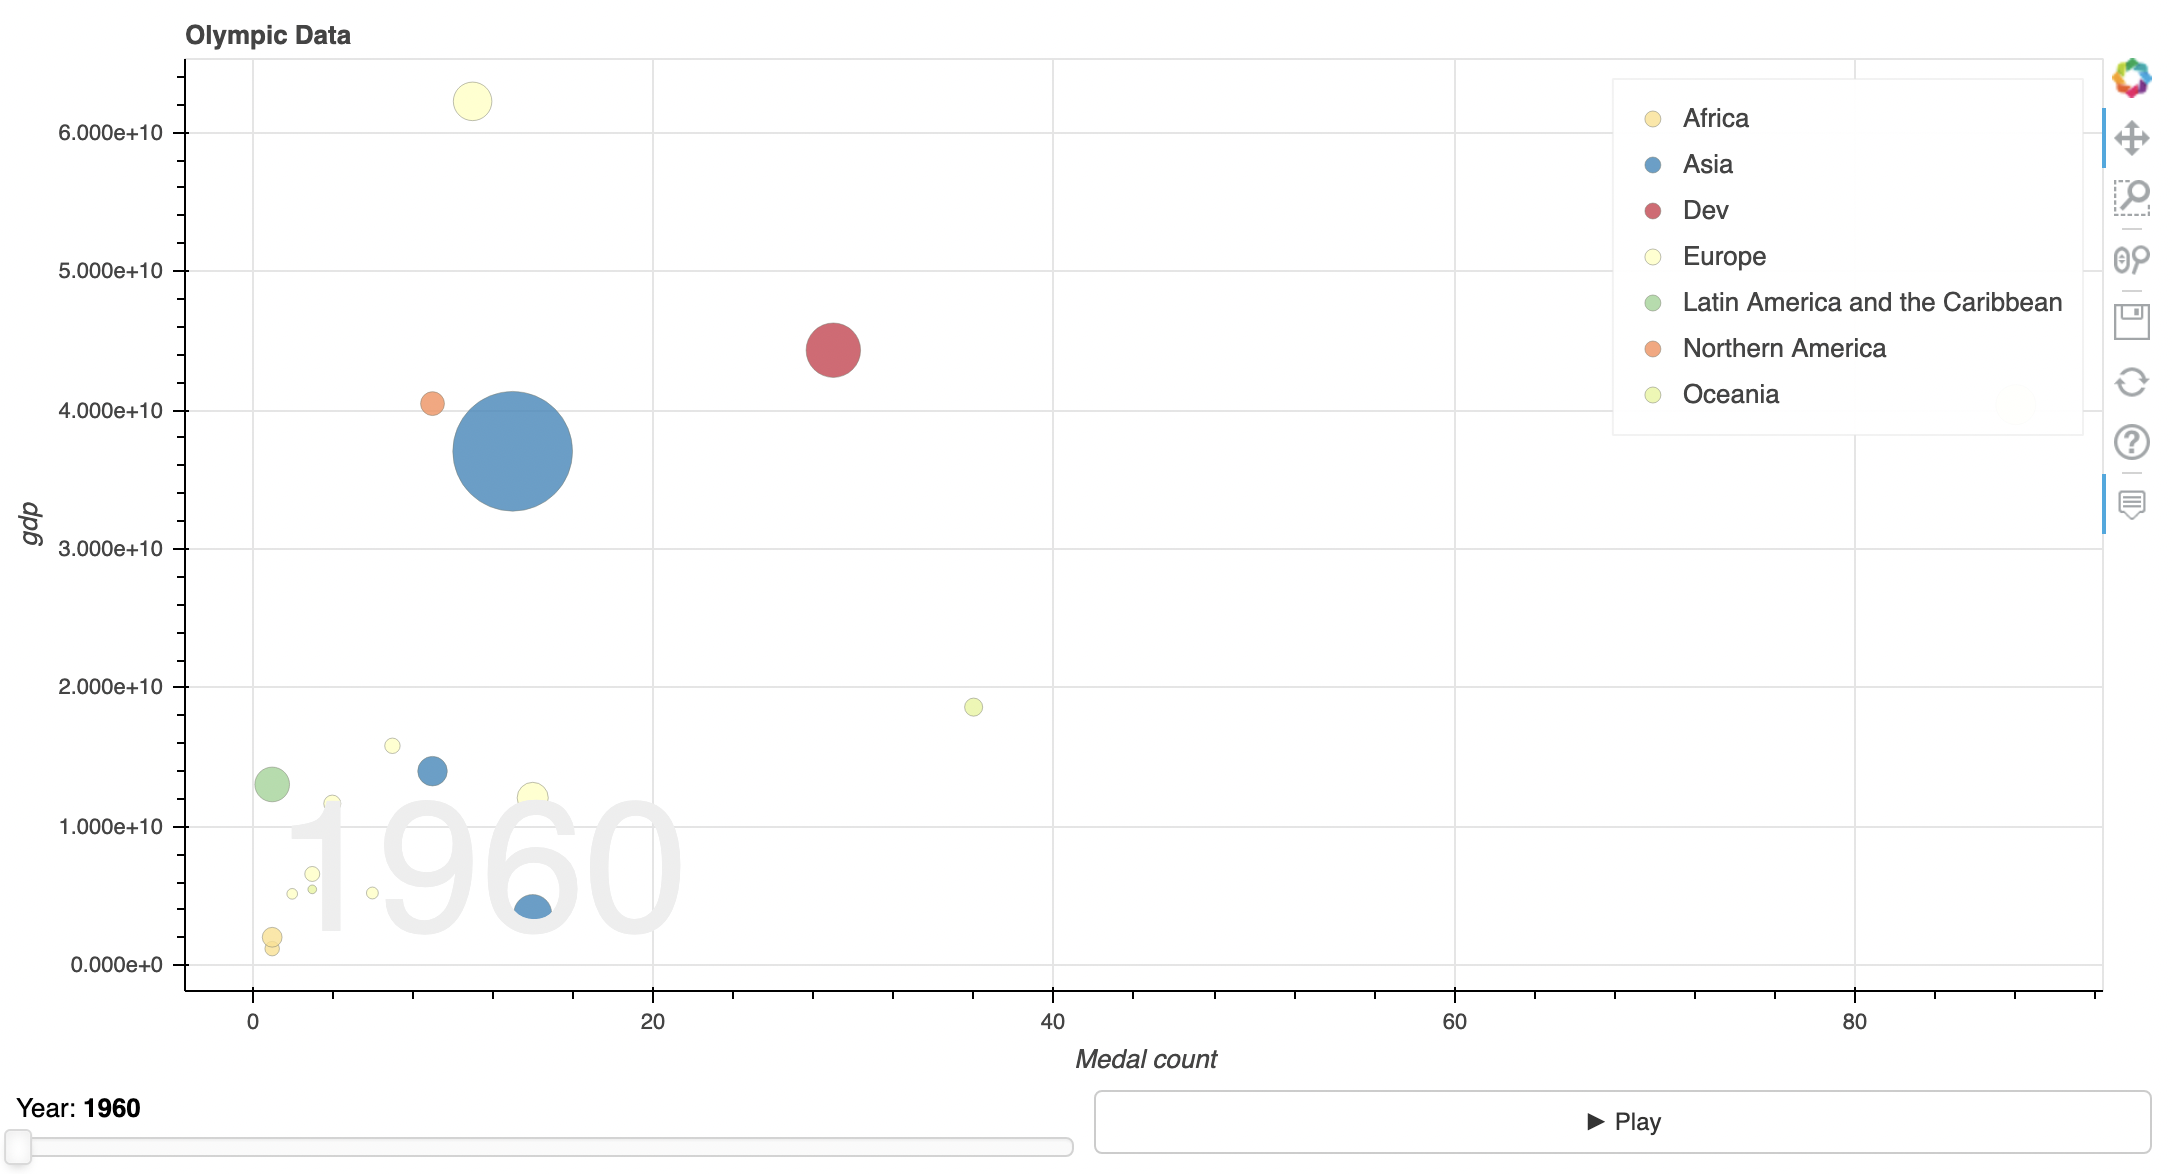 Olympic Data
6.000e+10
5.000e+10
4.000e+10
3.000e+10
2.000e+10
1.000e+10
0.000e+0
gdp
Africa
Asia
Dev
Europe
Latin America and the Caribbean
Northern America
Oceania
1960
0 20 40 60 80
Medal count
Year: 1960
► Play